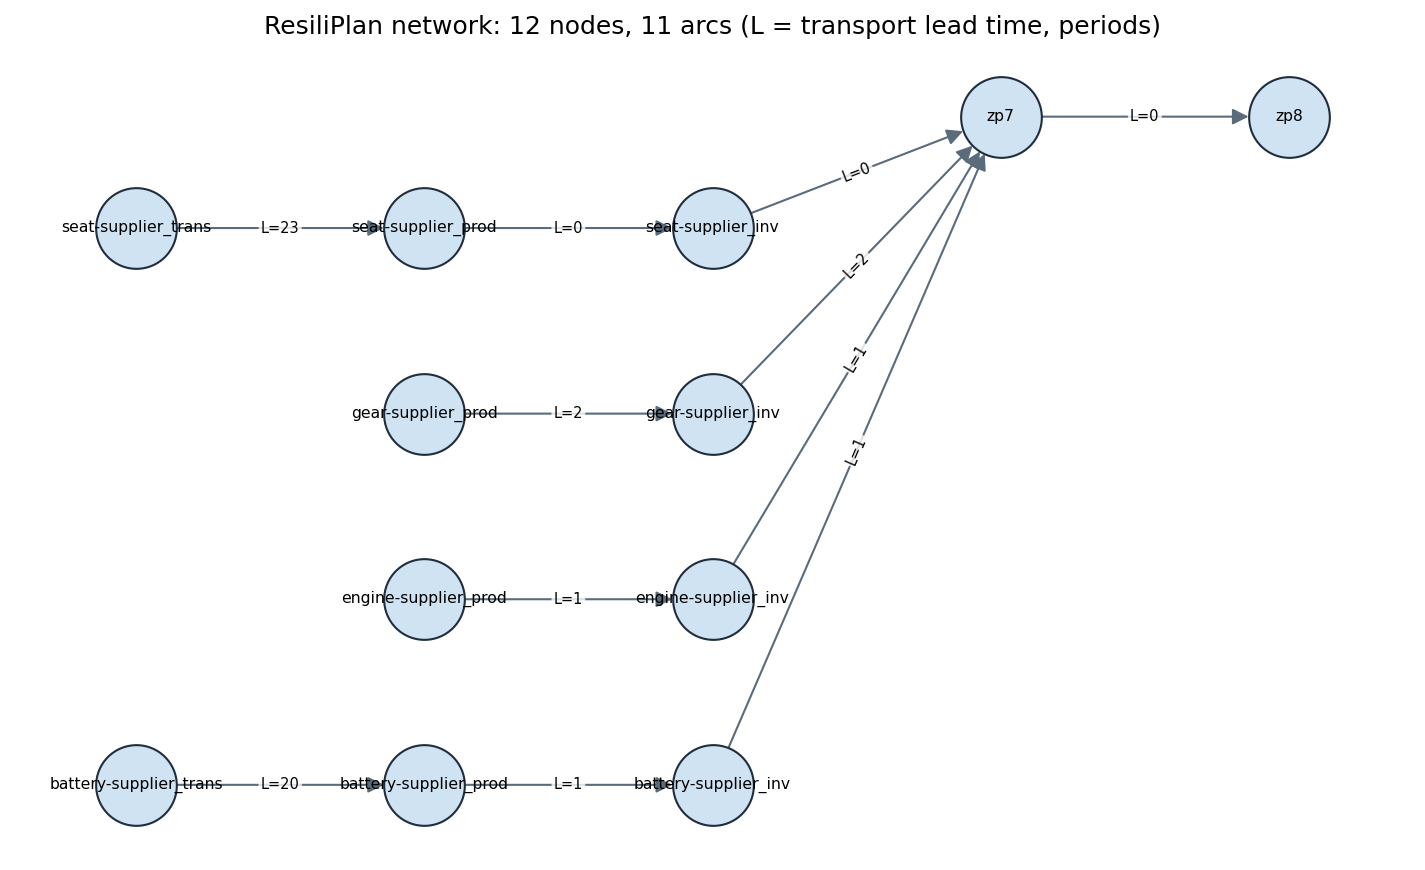 ResiliPlan network: 12 nodes, 11 arcs (L = transport lead time, periods)
zp7
L=0
zp8
L=0
seat-supplier_trans
L=23
seat-supplier_prod
L=0
seat-supplier_inv
L=2
L=1
gear-supplier_prod
L=2
gear-supplier_inv
L=1
engine-supplier_prod
L=1
engine-supplier_inv
battery-supplier_trans
L=20
battery-supplier_prod
L=1
battery-supplier_inv